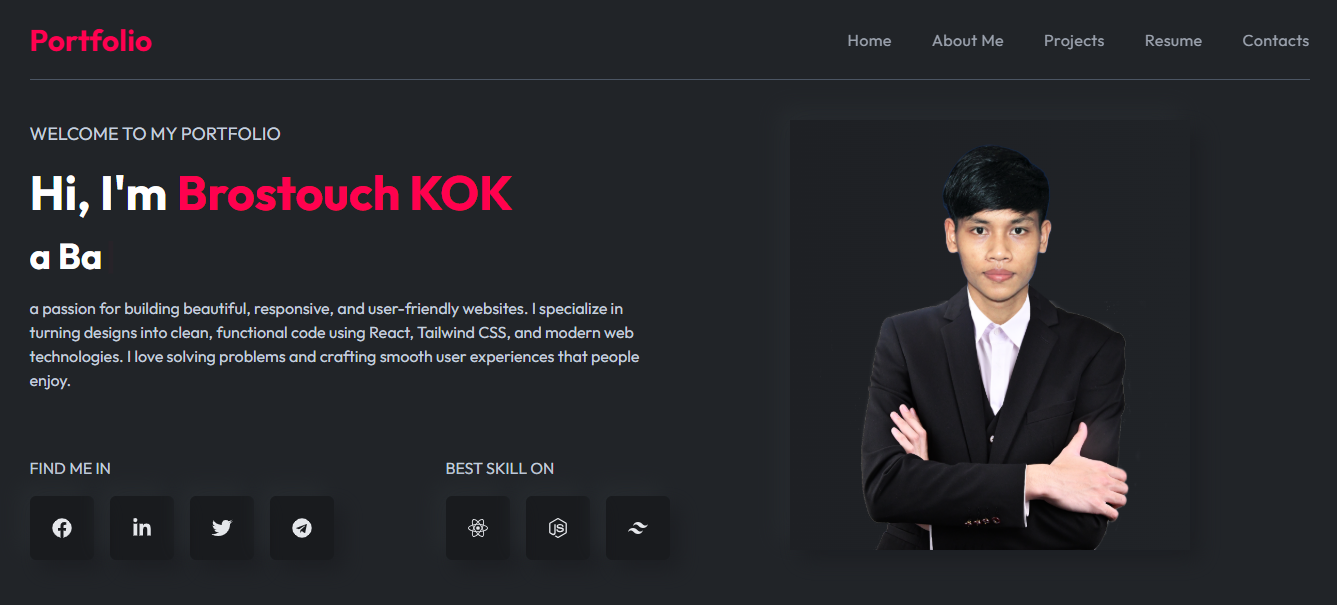 Portfolio
Home
About Me
Projects
Resume
Contacts
WELCOME TO MY PORTFOLIO
Hi, I'm Brostouch KOK
a Ba
a passion for building beautiful, responsive, and user-friendly websites. I specialize in
turning designs into clean, functional code using React, Tailwind CSS, and modern web
technologies. I love solving problems and crafting smooth user experiences that people
enjoy.
FIND ME IN
BEST SKILL ON
in
JS